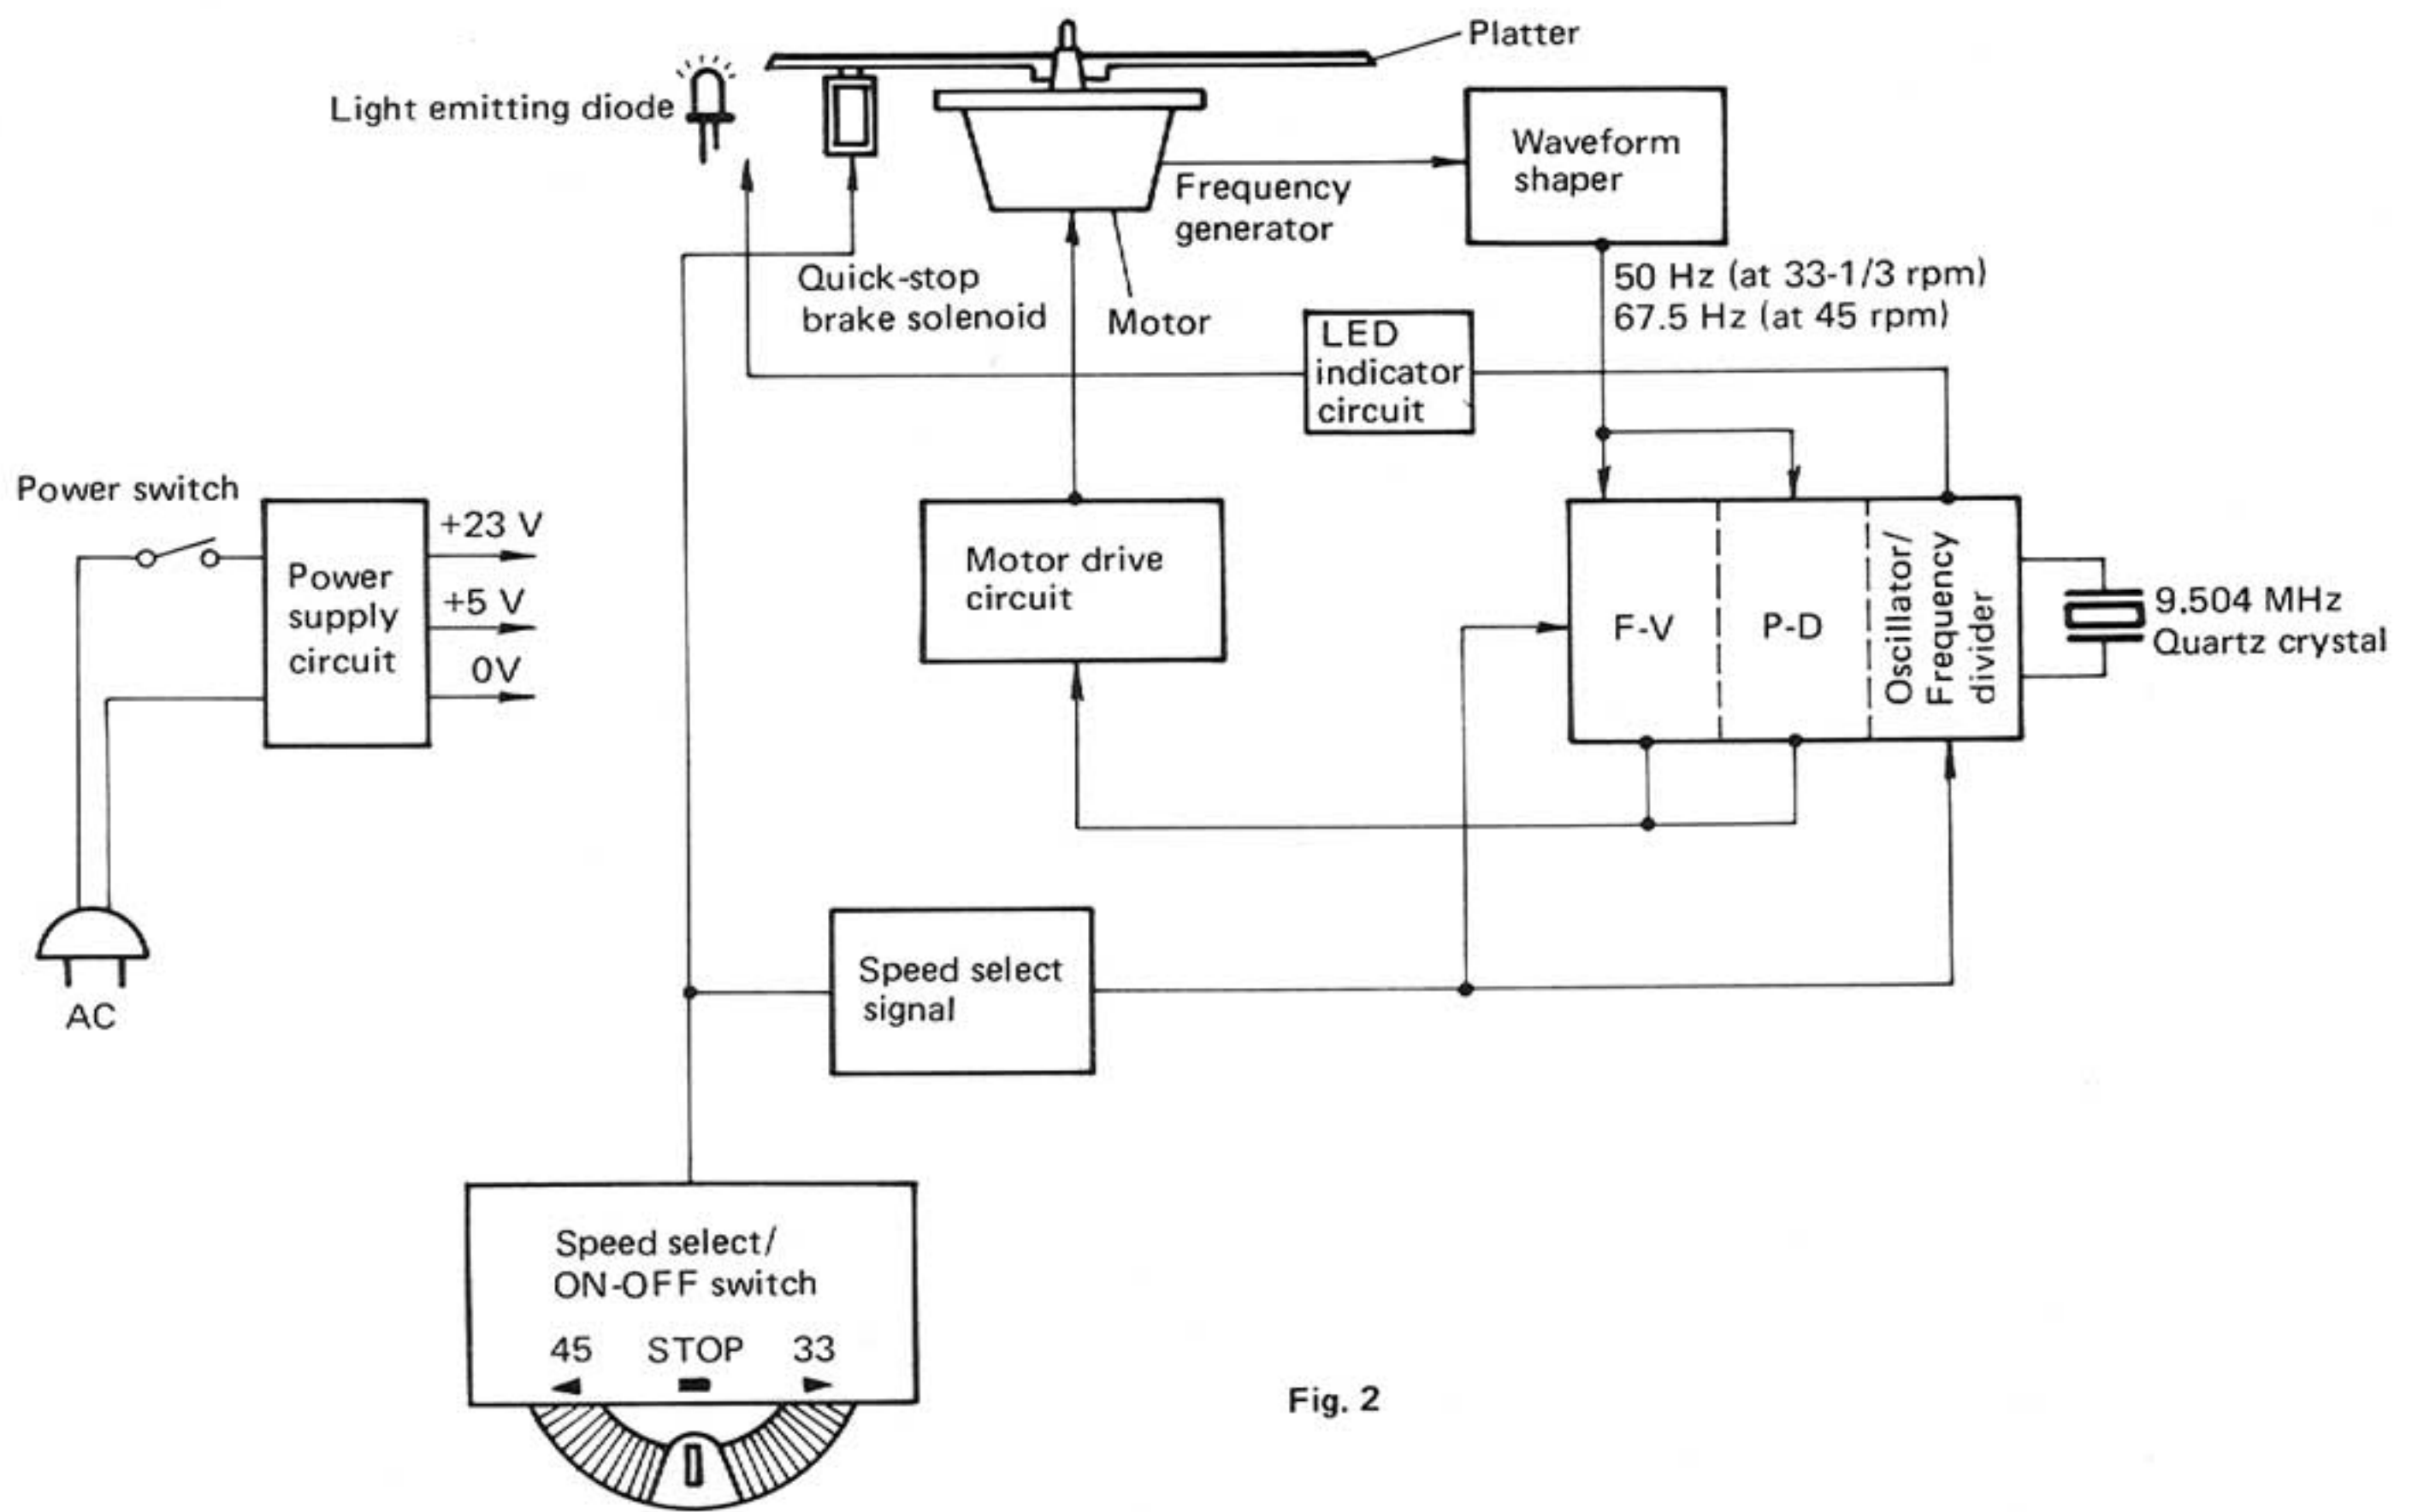 Platter
Light emitting diode
Waveform
shaper
Frequency
generator
Quick-stop
brake solenoid
Motor
50 Hz (at 33-1/3 rpm)
67.5 Hz (at 45 rpm)
LED
indicator
circuit
Power switch
+23 V
Power
supply
circuit
+5 V
0V
Motor drive
circuit
F-V
P-D
Oscillator/
Frequency
divider
9.504 MHz
Quartz crystal
AC
Speed select
signal
Speed select/
ON-OFF switch
45 STOP 33
Fig. 2